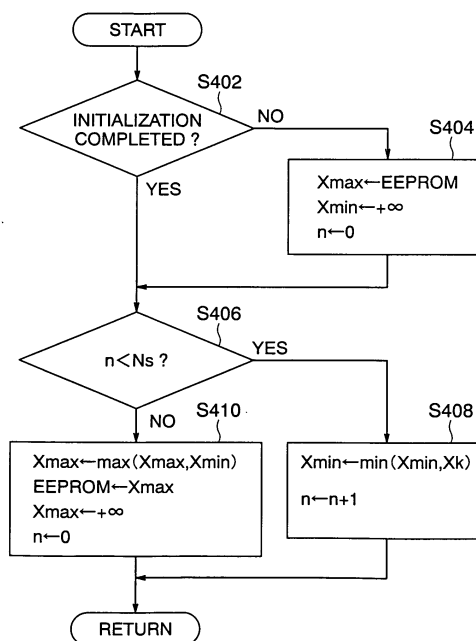 START
S402
INITIALIZATION
COMPLETED ?
NO
YES
S404
Xmax←EEPROM
Xmin←+∞
n←0
S406
n<Ns ?
YES
NO
S410
Xmax←max(Xmax,Xmin)
EEPROM←Xmax
Xmax←+∞
n←0
S408
Xmin←min(Xmin,Xk)
n←n+1
RETURN